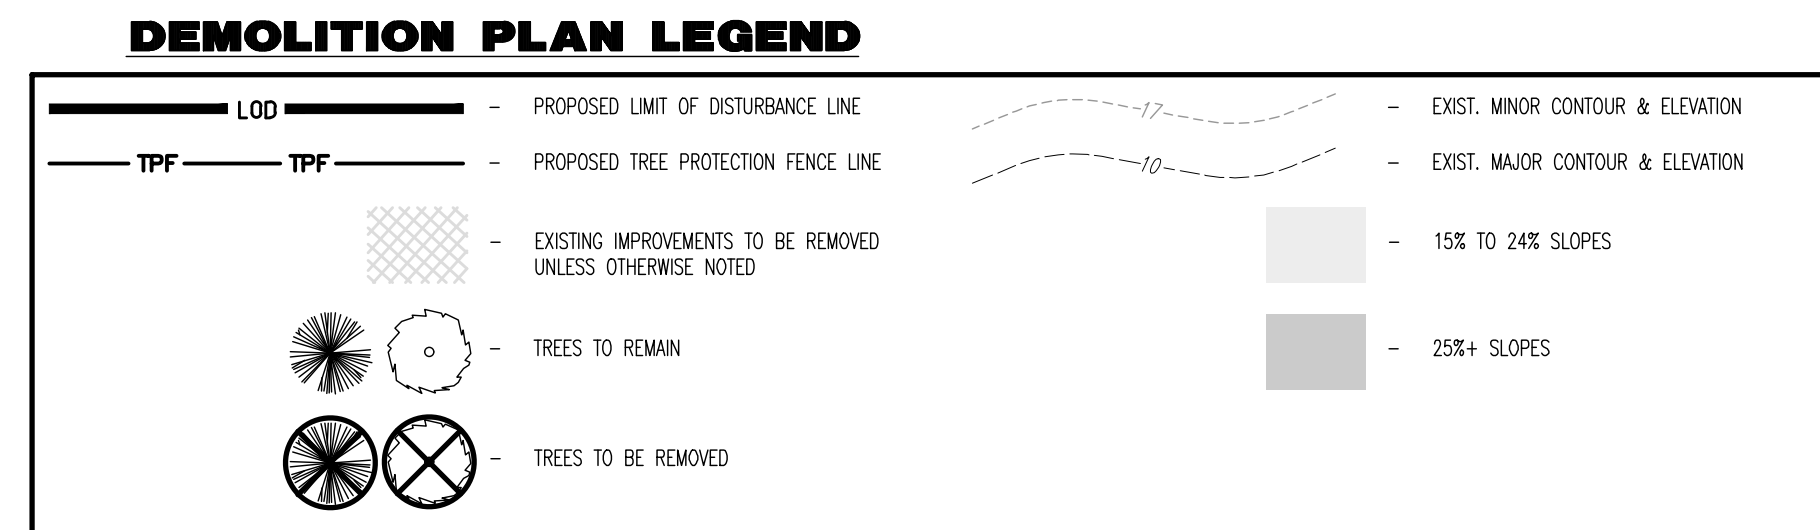 DEMOLITION PLAN LEGEND
LOD - PROPOSED LIMIT OF DISTURBANCE LINE
TPF TPF - PROPOSED TREE PROTECTION FENCE LINE
- EXISTING IMPROVEMENTS TO BE REMOVED
UNLESS OTHERWISE NOTED
- TREES TO REMAIN
- TREES TO BE REMOVED
17 - EXIST. MINOR CONTOUR & ELEVATION
10 - EXIST. MAJOR CONTOUR & ELEVATION
- 15% TO 24% SLOPES
- 25%+ SLOPES